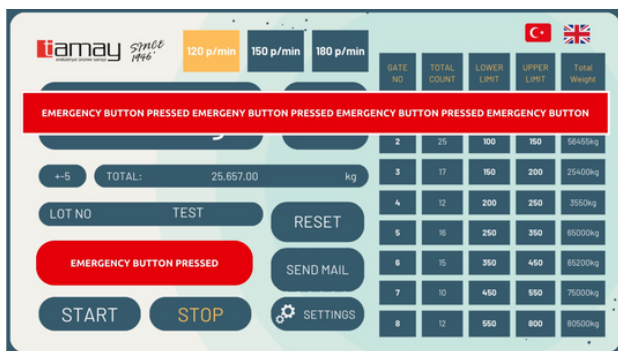 tiamay SINCE 1946
endüstriyel ürünler sanayi
120 p/min 150 p/min 180 p/min
GATE NO TOTAL COUNT LOWER LIMIT UPPER LIMIT Total Weight
EMERGENCY BUTTON PRESSED EMERGENY BUTTON PRESSED EMERGENCY BUTTON PRESSED EMERGENCY BUTTON
2 25 100 150 56455kg
+-5 TOTAL: 25,657.00 kg
3 17 150 200 25400kg
4 12 200 250 3550kg
LOT NO TEST
RESET
5 16 250 350 65000kg
EMERGENCY BUTTON PRESSED
SEND MAIL
6 15 350 450 65200kg
7 10 450 550 75000kg
START STOP SETTINGS
8 12 550 800 80500kg